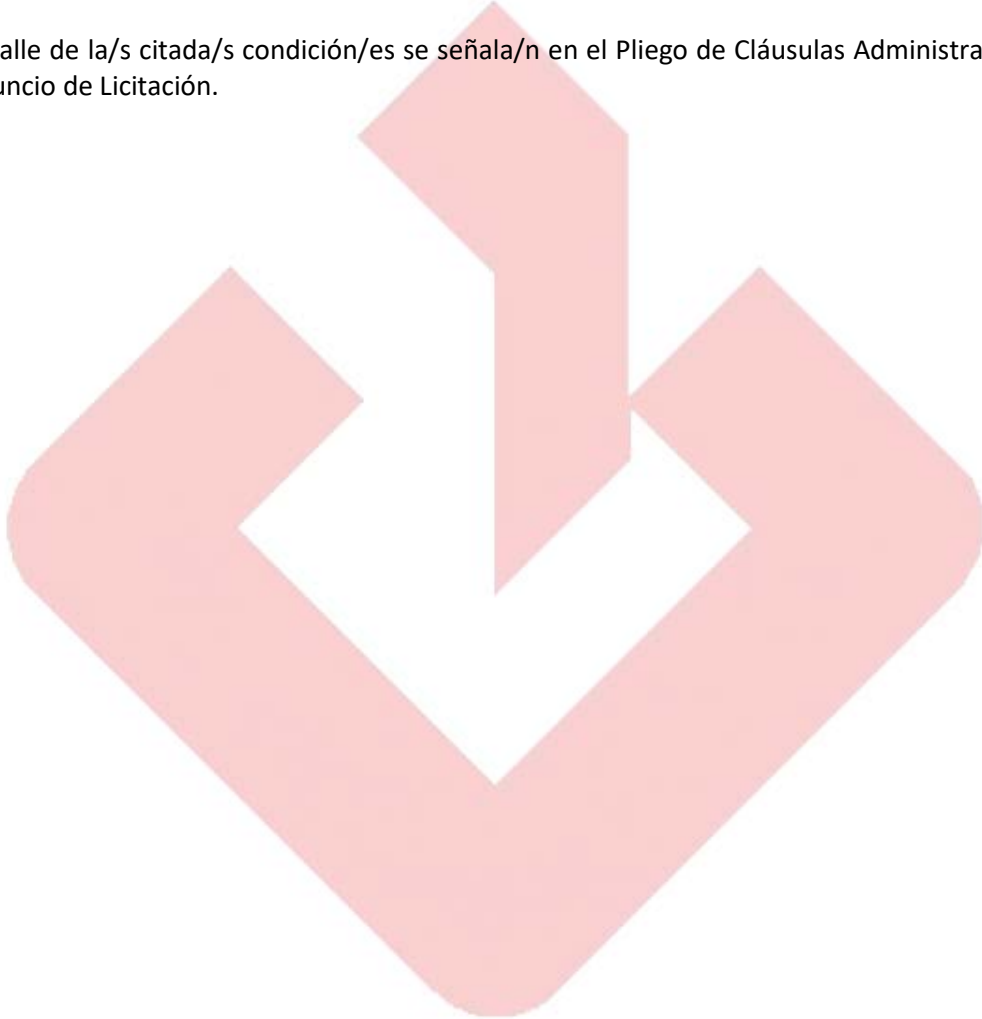 alle de la/s citada/s condición/es se señala/n en el Pliego de Cláusulas Administra
uncio de Licitación.